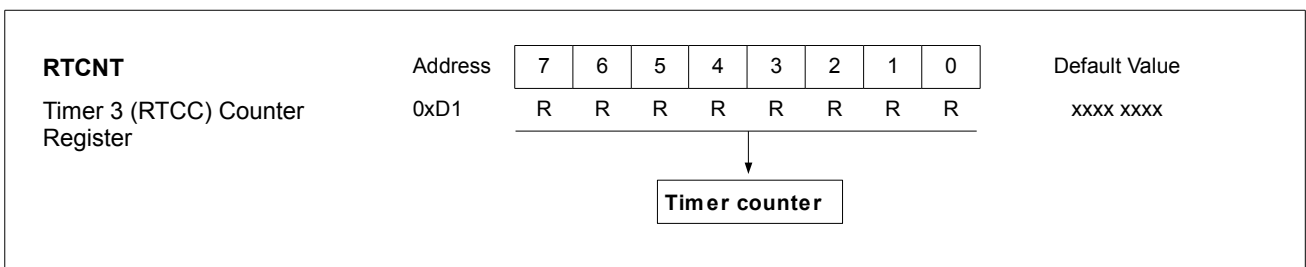 RTCNT Address 7 6 5 4 3 2 1 0 Default Value
Timer 3 (RTCC) Counter 0xD1 R R R R R R R R xxxx xxxx
Register
Timer counter